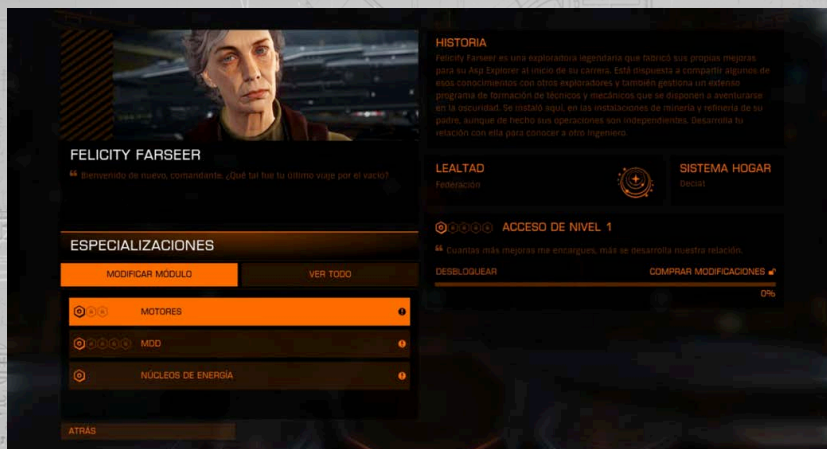 FELICITY FARSEER
“ Bienvenido de nuevo, comandante. ¿Qué tal fue tu último viaje por el vacío?
ESPECIALIZACIONES
MODIFICAR MÓDULO
VER TODO
MOTORES
MDD
NÚCLEOS DE ENERGÍA
ATRÁS
HISTORIA
Felicity Farseer es una exploradora legendaria que fabricó sus propias mejoras
para su Asp Explorer al inicio de su carrera. Está dispuesta a compartir algunos de
esos conocimientos con otros exploradores y también gestiona un extenso
programa de formación de técnicos y mecánicos que se disponen a aventurarse
en la oscuridad. Se instaló aquí, en las instalaciones de minería y refinería de su
padre, aunque de hecho sus operaciones son independientes. Desarrolla tu
relación con ella para conocer a otro ingeniero.
LEALTAD
Federación
SISTEMA HOGAR
Deciat
ACCESO DE NIVEL 1
“ Cuantas más mejoras me encargues, más se desarrolla nuestra relación.
DESBLOQUEAR
COMPRAR MODIFICACIONES
0%